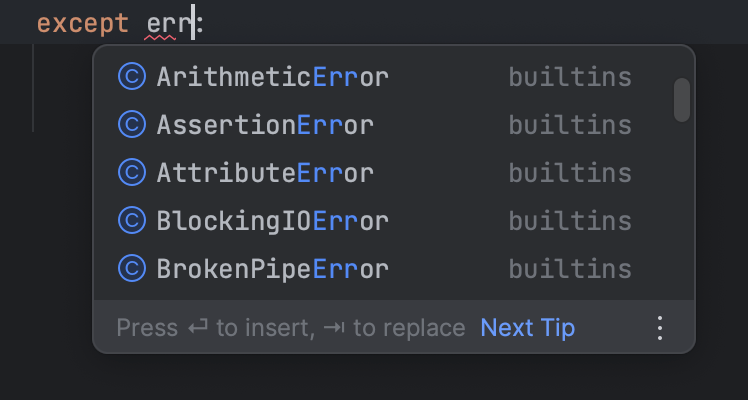 except err:
ArithmeticError builtins
AssertionError builtins
AttributeError builtins
BlockingIOError builtins
BrokenPipeError builtins
Press ↵ to insert, ⇥ to replace Next Tip